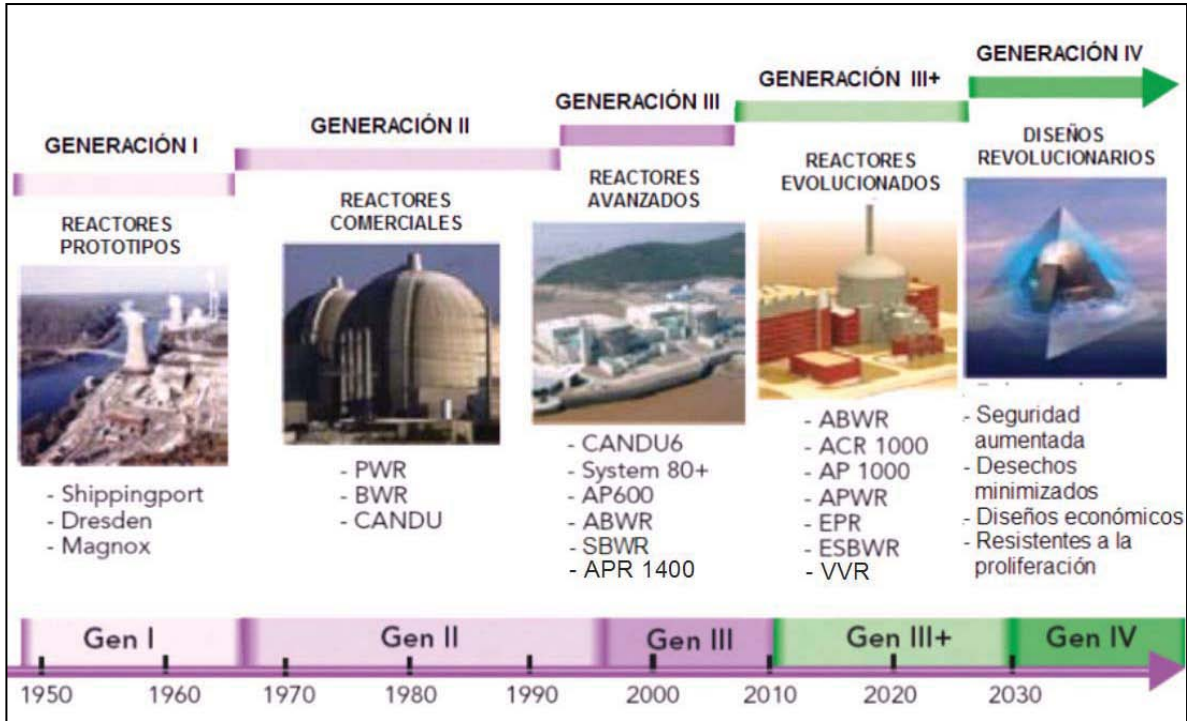 GENERACIÓN I
REACTORES
PROTOTIPOS
- Shippingport
- Dresden
- Magnox
GENERACIÓN II
REACTORES
COMERCIALES
- PWR
- BWR
- CANDU
GENERACIÓN III
REACTORES
AVANZADOS
- CANDU6
- System 80+
- AP600
- ABWR
- SBWR
- APR 1400
GENERACIÓN III+
REACTORES
EVOLUCIONADOS
- ABWR
- ACR 1000
- AP 1000
- APWR
- EPR
- ESBWR
- VVR
GENERACIÓN IV
DISEÑOS
REVOLUCIONARIOS
- Seguridad
aumentada
- Desechos
minimizados
- Diseños económicos
- Resistentes a la
proliferación
Gen I Gen II Gen III Gen III+ Gen IV
1950 1960 1970 1980 1990 2000 2010 2020 2030